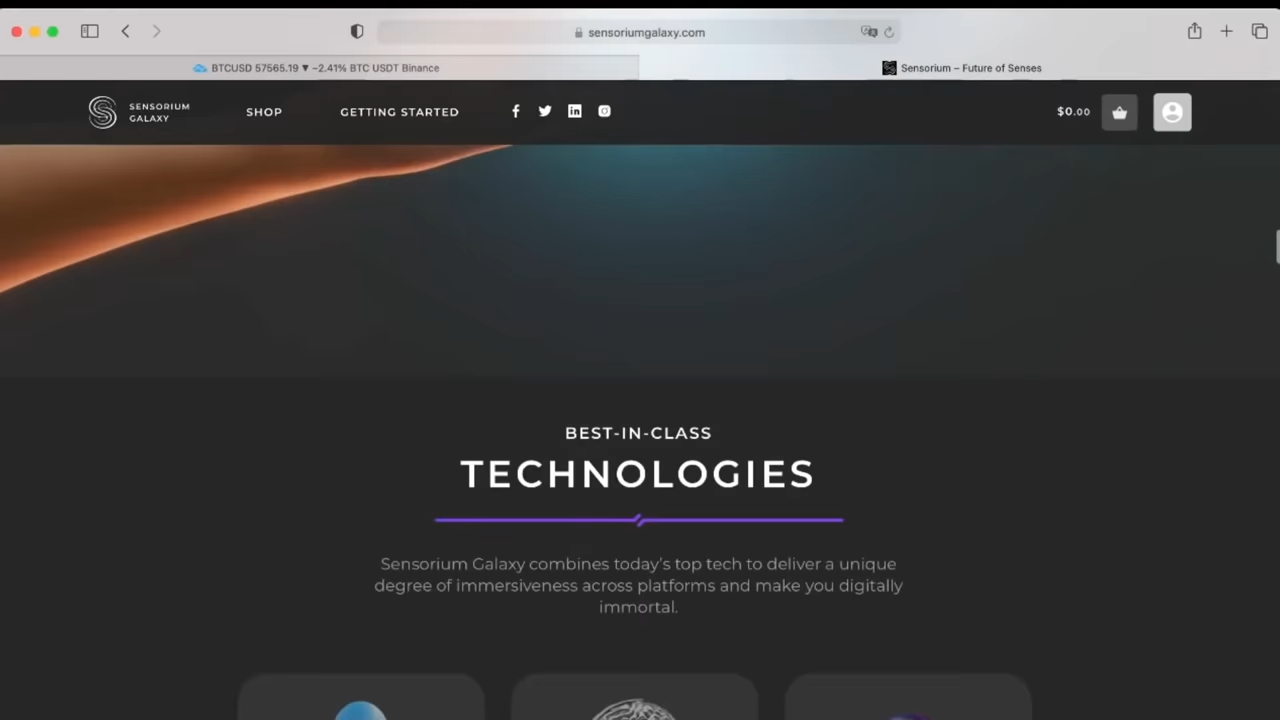 sensoriumgalaxy.com
BTCUSD 57565.19 ▼ −2.41% BTC USDT Binance
Sensorium – Future of Senses
SENSORIUM
GALAXY
SHOP
GETTING STARTED
$0.00
BEST-IN-CLASS
TECHNOLOGIES
Sensorium Galaxy combines today’s top tech to deliver a unique
degree of immersiveness across platforms and make you digitally
immortal.